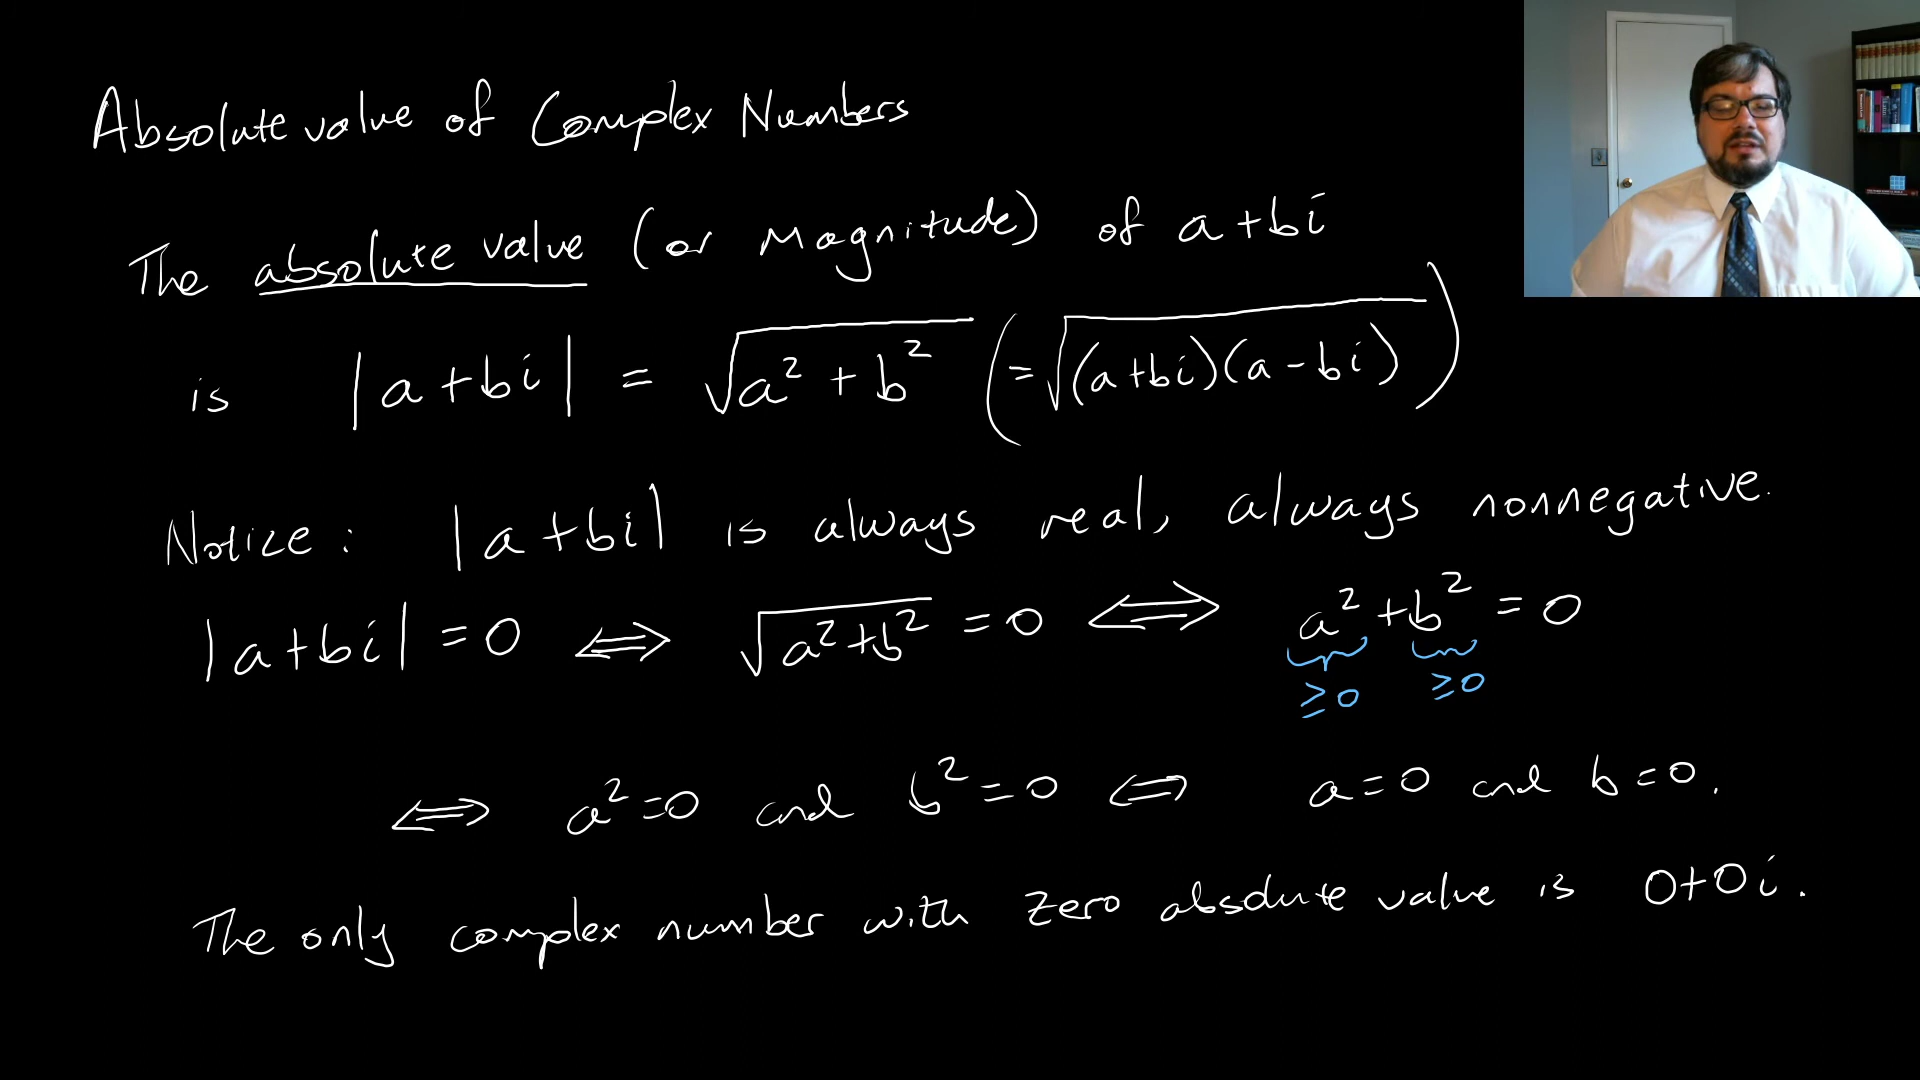 Absolute value of Complex Numbers
The absolute value (or magnitude) of a+bi
is |a+bi| = √(a² + b²) (= √((a+bi)(a-bi)))
Notice: |a+bi| is always real, always nonnegative.
|a+bi| = 0 ⟺ √(a²+b²) = 0 ⟺ a² + b² = 0
≥0 ≥0
⟺ a²=0 and b²=0 ⟺ a=0 and b=0.
The only complex number with zero absolute value is 0+0i.